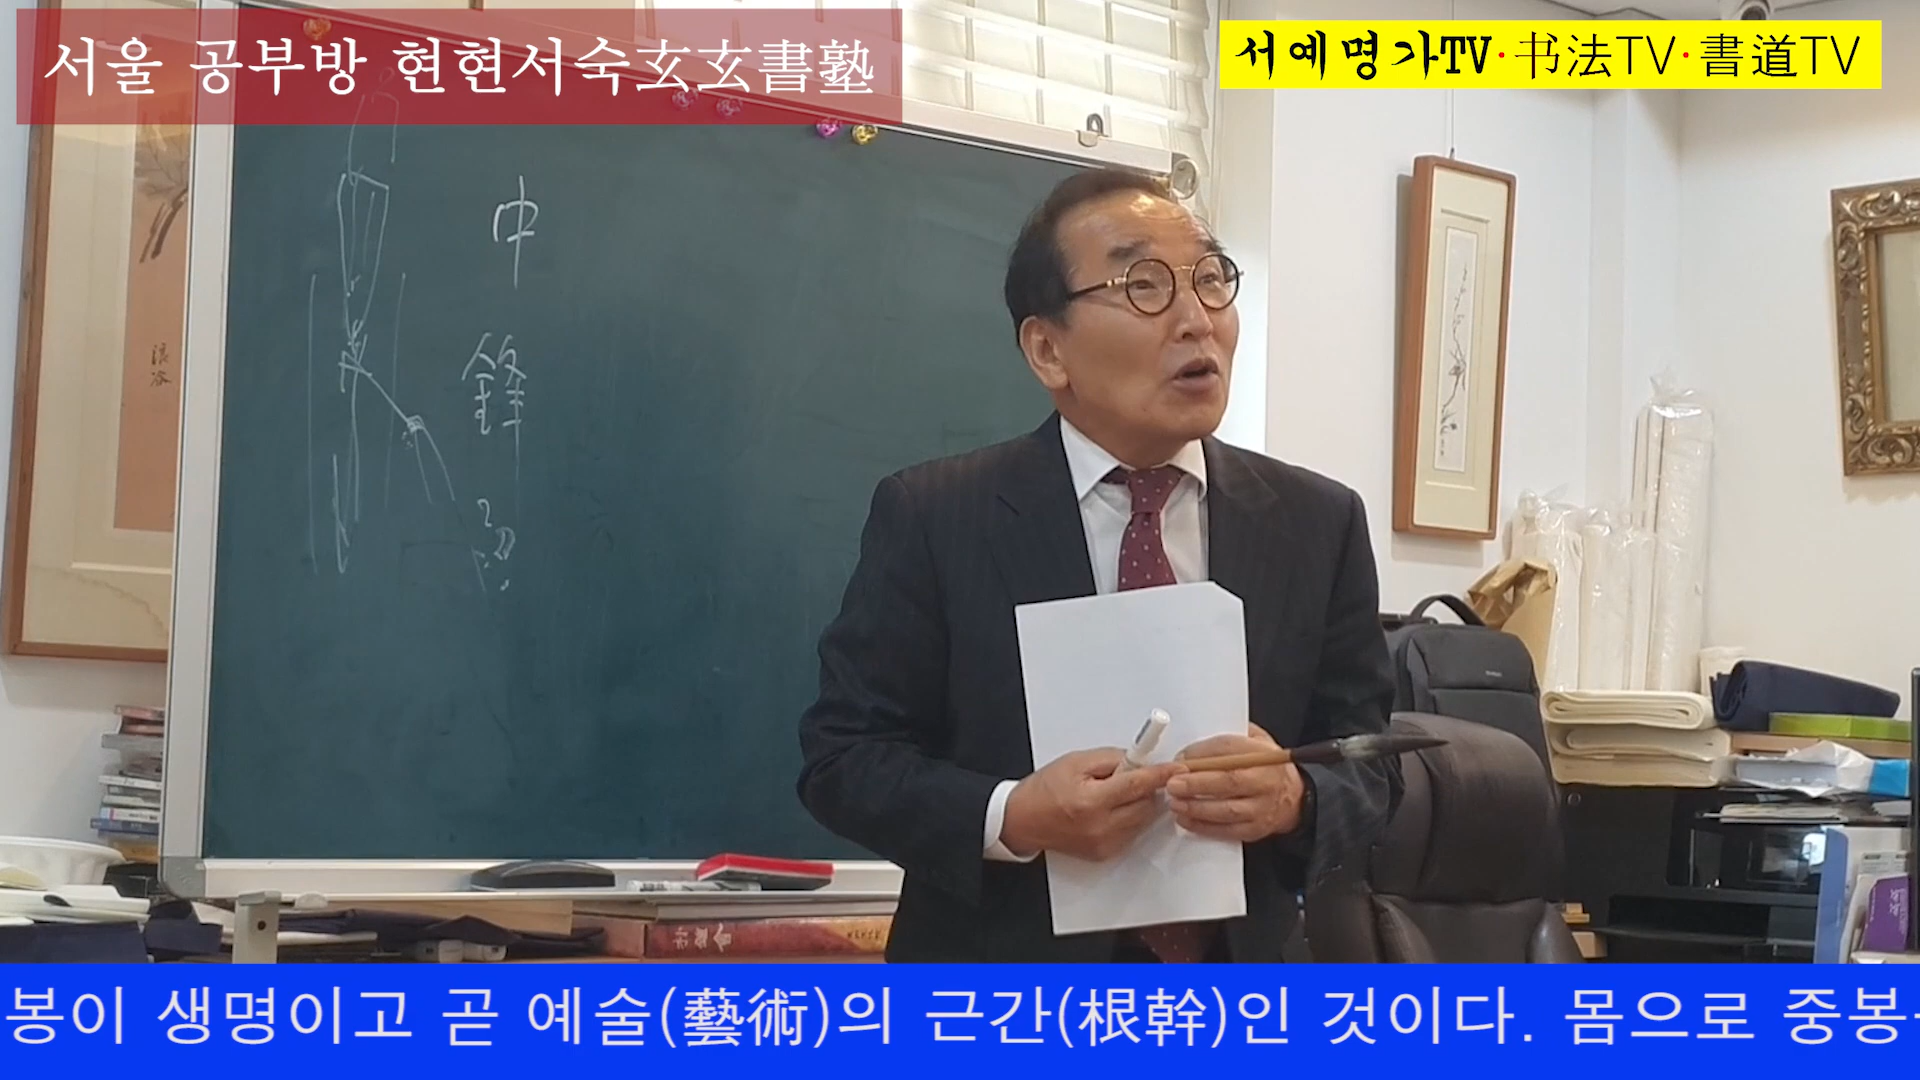 서울 공부방 현현서숙玄玄書塾
서예명가TV·书法TV·書道TV
中
鋒
봉이 생명이고 곧 예술(藝術)의 근간(根幹)인 것이다. 몸으로 중봉